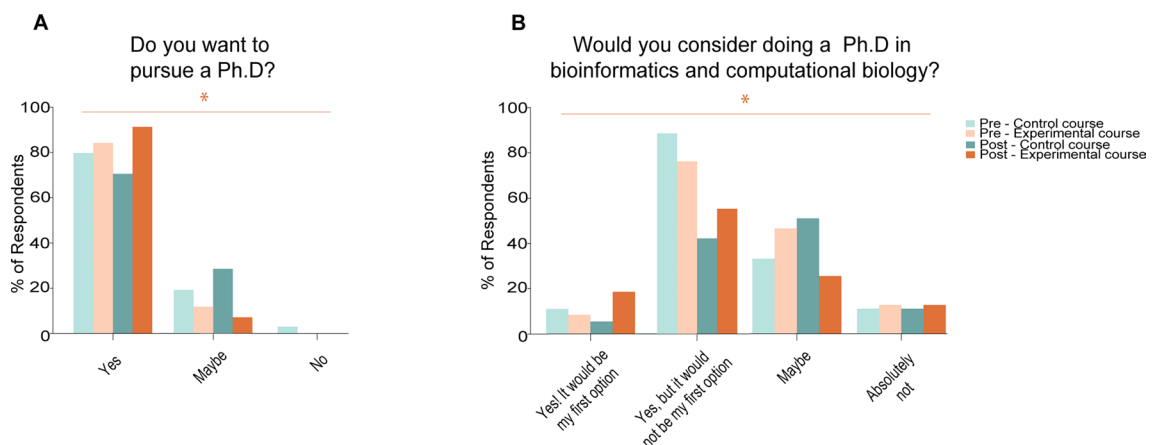 A
Do you want to
pursue a Ph.D?
*
100
80
60
40
20
0
% of Respondents
Yes
Maybe
No
B
Would you consider doing a Ph.D in
bioinformatics and computational biology?
*
100
80
60
40
20
0
% of Respondents
Yes! It would be
my first option
Yes, but it would
not be my first option
Maybe
Absolutely
not
Pre - Control course
Pre - Experimental course
Post - Control course
Post - Experimental course